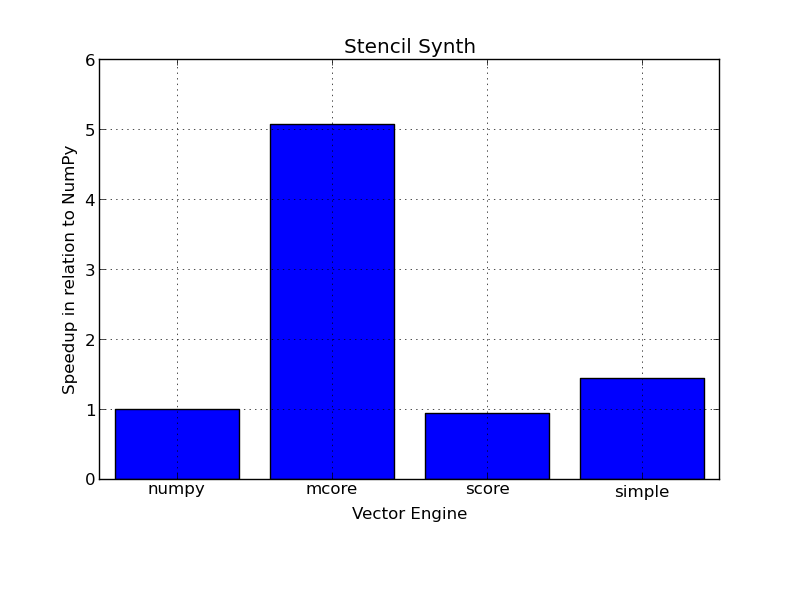 Stencil Synth
Speedup in relation to NumPy
6
5
4
3
2
1
0
numpy mcore score simple
Vector Engine